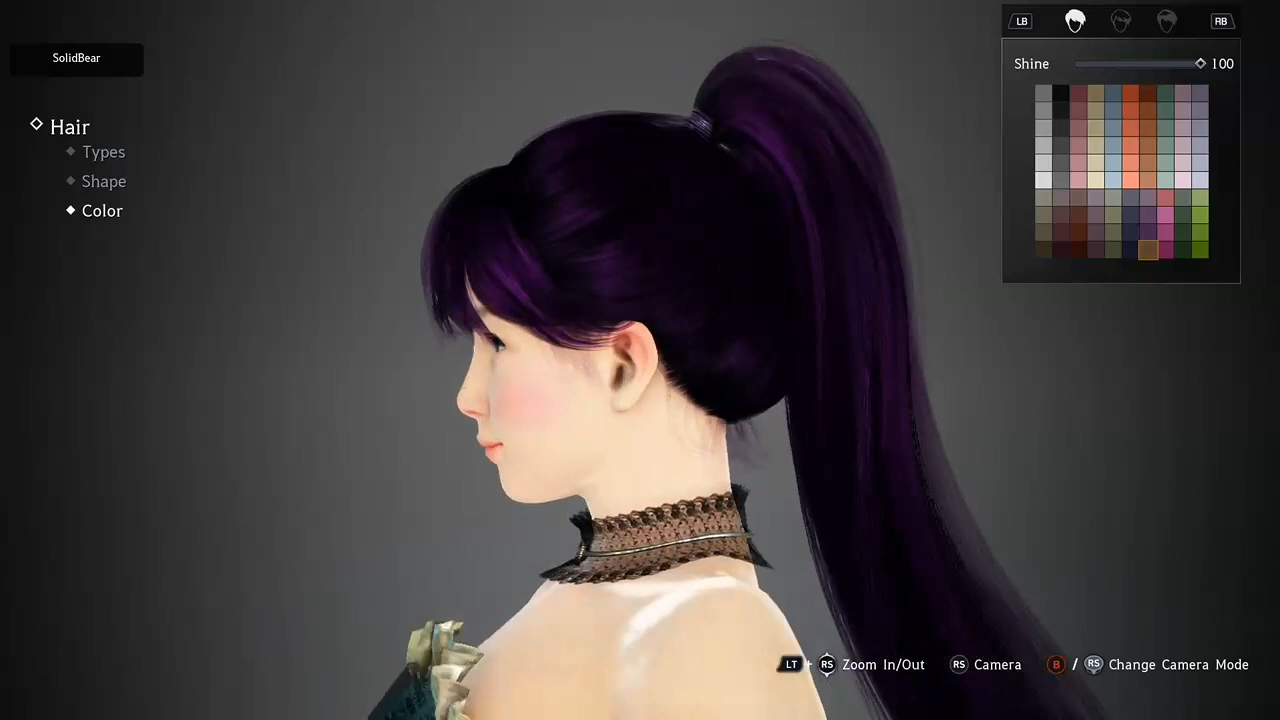 LB RB
SolidBear
Shine 100
Hair
Types
Shape
Color
LT + RS Zoom In/Out RS Camera B / RS Change Camera Mode